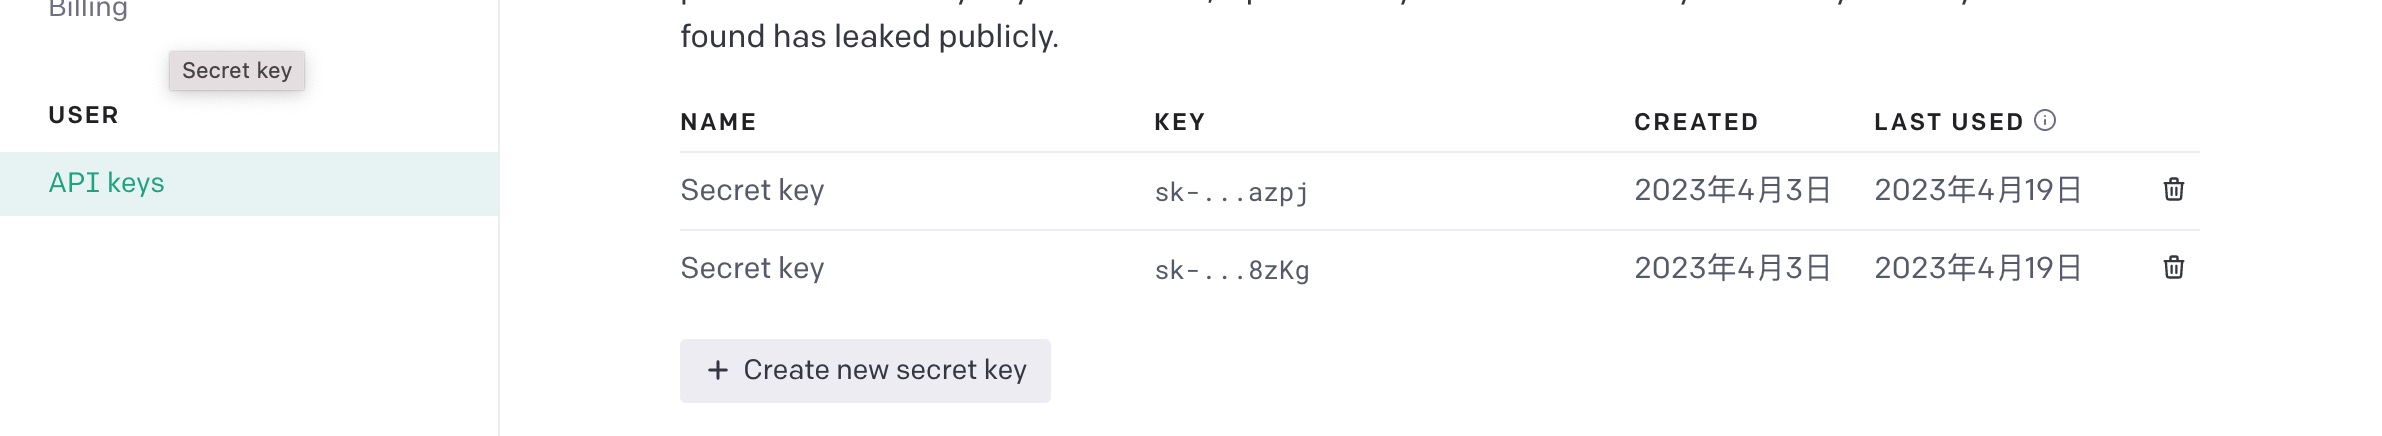 Billing
Secret key
USER
API keys
found has leaked publicly.
NAME KEY CREATED LAST USED
Secret key sk-...azpj 2023年4月3日 2023年4月19日
Secret key sk-...8zKg 2023年4月3日 2023年4月19日
+ Create new secret key